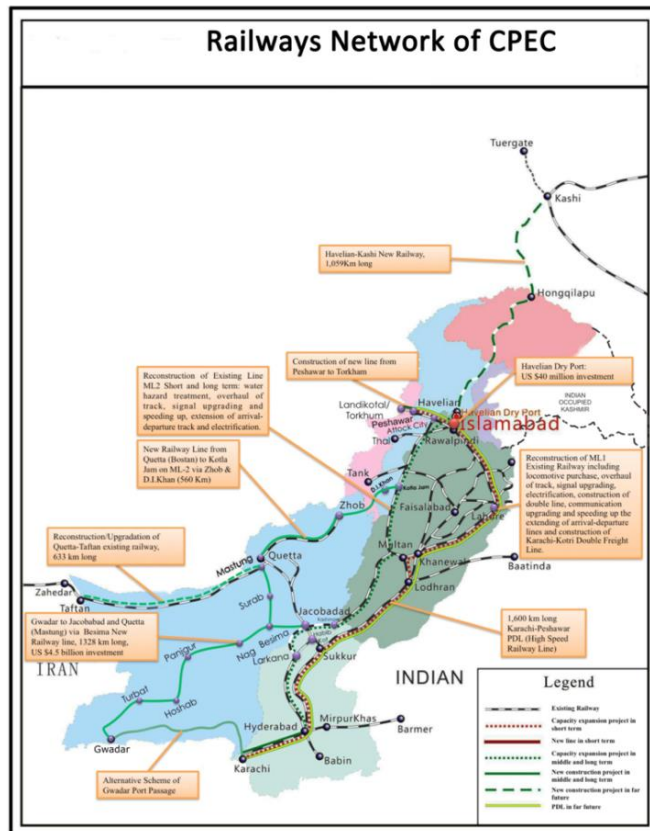 Railways Network of CPEC
Tuergate
Kashi
Havelian-Kashi New Railway,
1,059Km long
Hongqilapu
Construction of new line from
Peshawar to Torkham
Havelian Dry Port:
US $40 million investment
Reconstruction of Existing Line
ML2 Short and long term: water
hazard treatment, overhaul of
track, signal upgrading and
speeding up, extension of arrival-
departure track and electrification.
INDIAN
OCCUPIED
KASHMIR
Havelian
Landikotal/
Torkhum
Havelian Dry Port
Peshawar
Attock City
islamabad
Rawalpindi
Thal
New Railway Line from
Quetta (Bostan) to Kotla
Jam on ML-2 via Zhob &
D.I.Khan (560 Km)
Reconstruction of ML1
Existing Railway including
locomotive purchase, overhaul
of track, signal upgrading,
electrification, construction of
double line, communication
upgrading and speeding up the
extending of arrival-departure
lines and construction of
Karachi-Kotri Double Freight
Line.
Tank
D.I.Khan
Kotla Jam
Zhob
Faisalabad
Lahore
Reconstruction/Upgradation of
Quetta-Taftan existing railway,
633 km long
Multan
Khanewal
Baatinda
Mastung
Quetta
Lodhran
Zahedar
Taftan
Surab
Jacobadad
Gwadar to Jacobabad and Quetta
(Mastung) via Besima New
Railway line, 1328 km long,
US $4.5 billion investment
1,600 km long
Karachi-Peshawar
PDL (High Speed
Railway Line)
Besima
Nag
Habib
Kot
Larkana
Sukkur
Panjgur
IRAN
INDIAN
Turbat
Hoshab
Gwadar
Hyderabad
MirpurKhas
Barmer
Karachi
Babin
Alternative Scheme of
Gwadar Port Passage
Legend
Existing Railway
Capacity expansion project in
short term
New line in short term
Capacity expansion project in
middle and long term
New construction project in
middle and long term
New construction project in far
future
PDL in far future